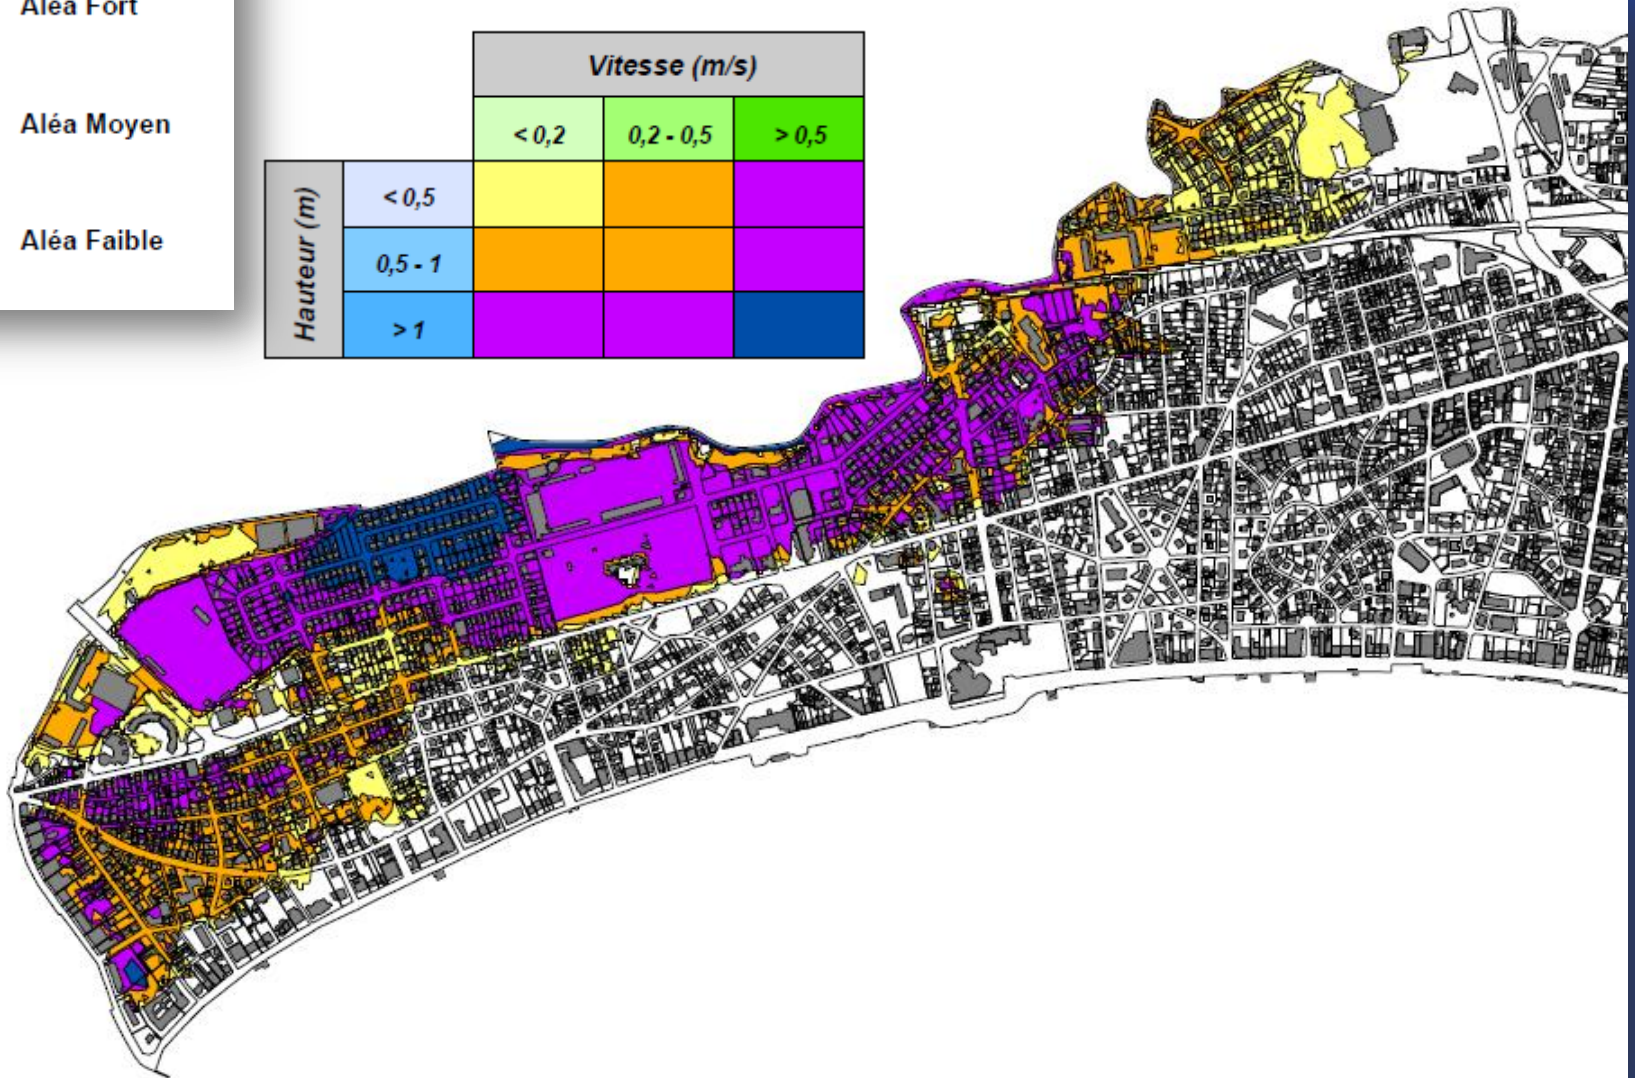 Aléa Fort
Aléa Moyen
Aléa Faible
Vitesse (m/s)
< 0,2 0,2 - 0,5 > 0,5
Hauteur (m)
< 0,5
0,5 - 1
> 1